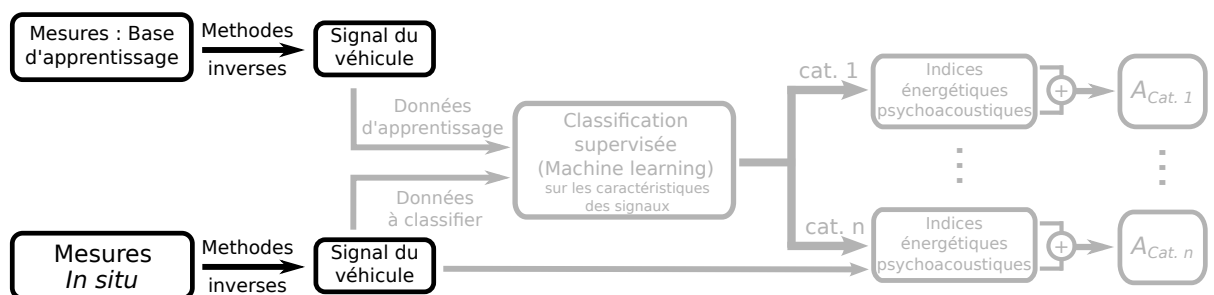 Mesures : Base
d'apprentissage
Methodes
inverses
Signal du
véhicule
Données
d'apprentissage
Classification
supervisée
(Machine learning)
sur les caractéristiques
des signaux
Données
à classifier
Mesures
In situ
Methodes
inverses
Signal du
véhicule
cat. 1
Indices
énergétiques
psychoacoustiques
+
A Cat. 1
cat. n
Indices
énergétiques
psychoacoustiques
+
A Cat. n